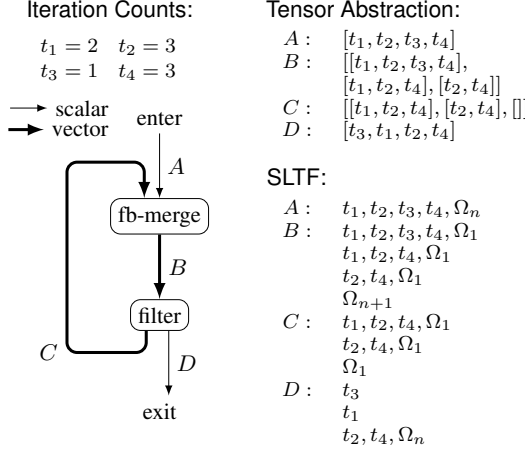 Iteration Counts:
t₁ = 2 t₂ = 3
t₃ = 1 t₄ = 3
scalar
vector
enter
A
fb-merge
B
filter
C
D
exit
Tensor Abstraction:
A : [t₁, t₂, t₃, t₄]
B : [[t₁, t₂, t₃, t₄],
[t₁, t₂, t₄], [t₂, t₄]]
C : [[t₁, t₂, t₄], [t₂, t₄], []]
D : [t₃, t₁, t₂, t₄]
SLTF:
A : t₁, t₂, t₃, t₄, Ωₙ
B : t₁, t₂, t₃, t₄, Ω₁
t₁, t₂, t₄, Ω₁
t₂, t₄, Ω₁
Ωₙ₊₁
C : t₁, t₂, t₄, Ω₁
t₂, t₄, Ω₁
Ω₁
D : t₃
t₁
t₂, t₄, Ωₙ